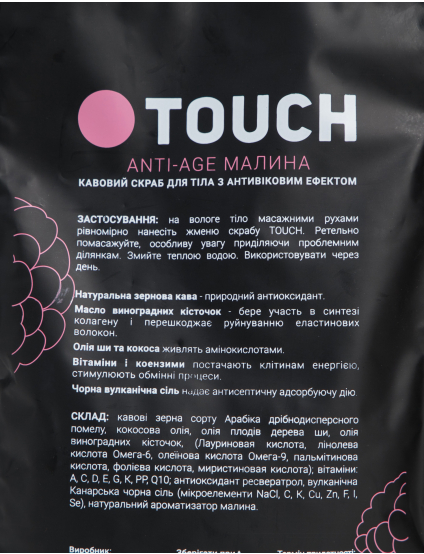 TOUCH
ANTI-AGE МАЛИНА
КАВОВИЙ СКРАБ ДЛЯ ТІЛА З АНТИВІКОВИМ ЕФЕКТОМ
ЗАСТОСУВАННЯ: на вологе тіло масажними рухами
рівномірно нанесіть жменю скрабу TOUCH. Ретельно
помасажуйте, особливу увагу приділяючи проблемним
ділянкам. Змийте теплою водою. Використовувати через
день.
Натуральна зернова кава - природний антиоксидант.
Масло виноградних кісточок - бере участь в синтезі
колагену і перешкоджає руйнуванню еластинових
волокон.
Олія ши та кокоса живлять амінокислотами.
Вітаміни і коензими постачають клітинам енергією,
стимулюють обмінні процеси.
Чорна вулканічна сіль надає антисептичну адсорбуючу дію
СКЛАД: кавові зерна сорту Арабіка дрібнодисперсного
помелу, кокосова олія, олія плодів дерева ши, олія
виноградних кісточок, (Лауринова кислота, лінолева
кислота Омега-6, олеїнова кислота Омега-9, пальмітинова
кислота, фолієва кислота, миристинова кислота); вітаміни:
A, C, D, E, G, K, PP, Q10; антиоксидант ресвератрол, вулканічна
Канарська чорна сіль (мікроелементи NaCl, C, K, Cu, Zn, F, I,
Se), натуральний ароматизатор малина.
Виробник: